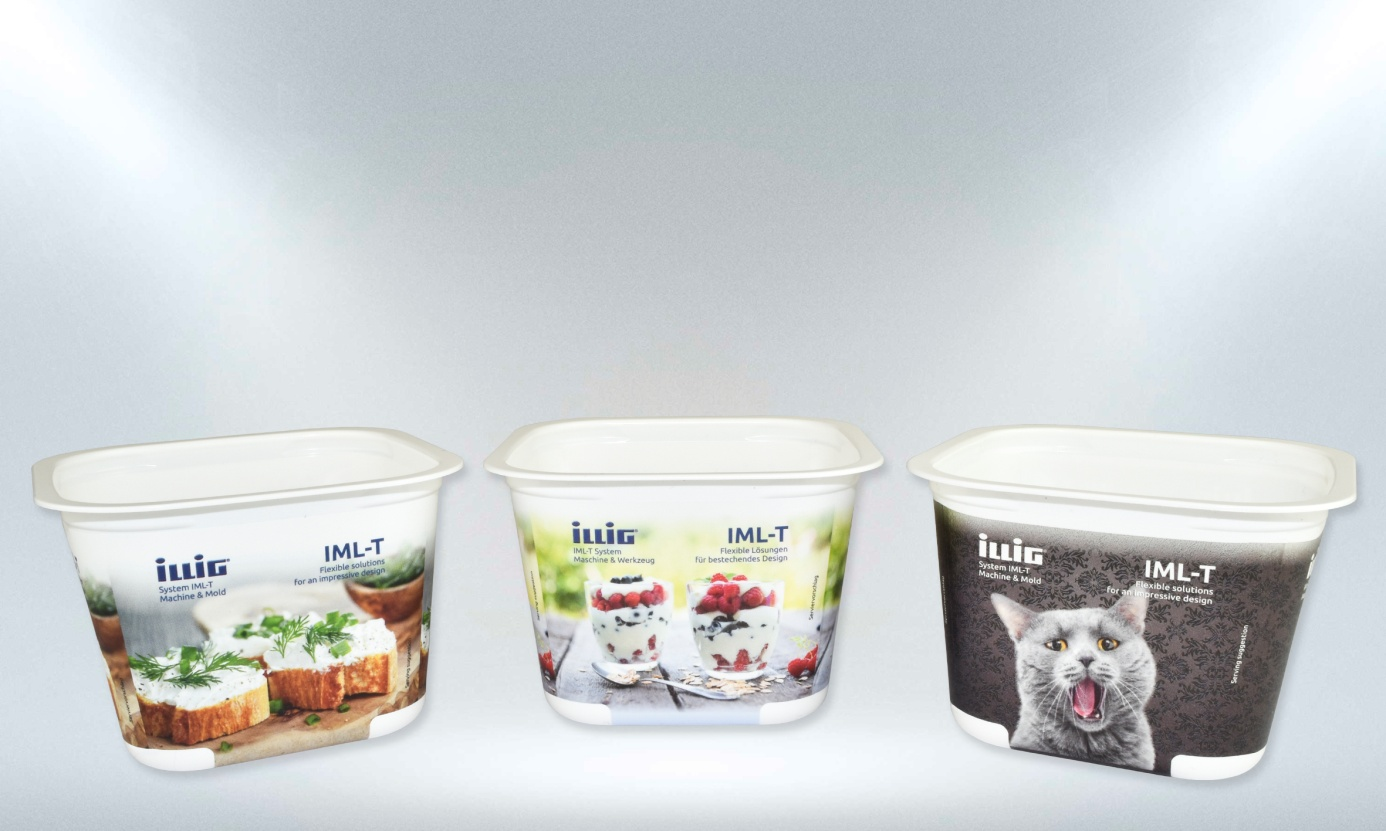 illig
System IML-T
Machine & Mold
IML-T
Flexible solutions
for an impressive design
illig
IML-T System
Maschine & Werkzeug
IML-T
Flexible Lösungen
für bestechendes Design
Serviervorschlag
illig
System IML-T
Machine & Mold
IML-T
Flexible solutions
for an impressive design
Serving suggestion